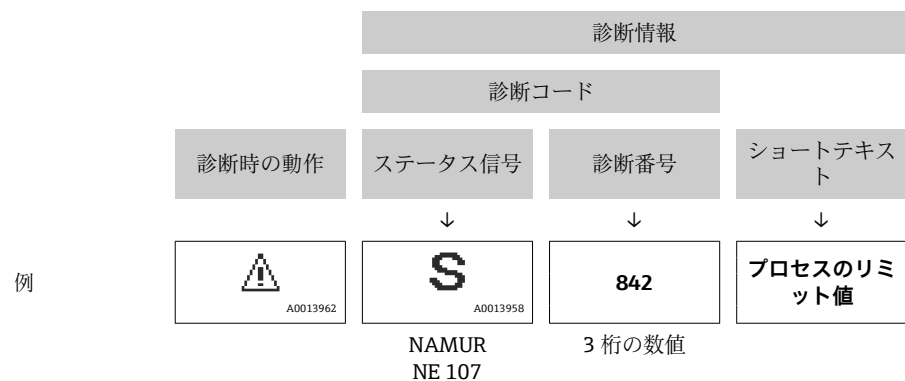 診断情報
診断コード
診断時の動作
ステータス信号
診断番号
ショートテキス
ト
↓
↓
↓
例
A0013962
S
A0013958
842
プロセスのリミ
ット値
NAMUR
NE 107
3 桁の数値